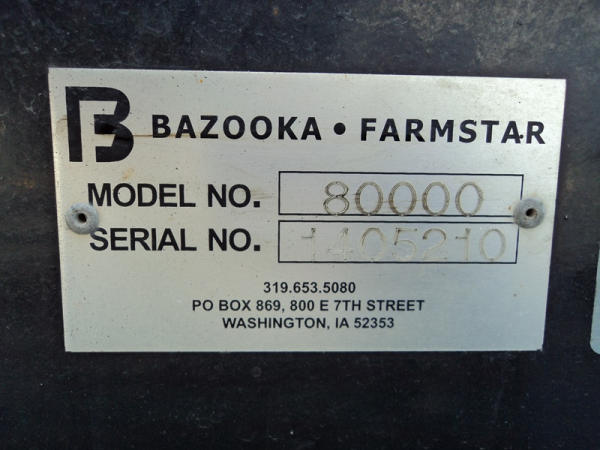 B BAZOOKA • FARMSTAR
MODEL NO. 80000
SERIAL NO. 1405210
319.653.5080
PO BOX 869, 800 E 7TH STREET
WASHINGTON, IA 52353